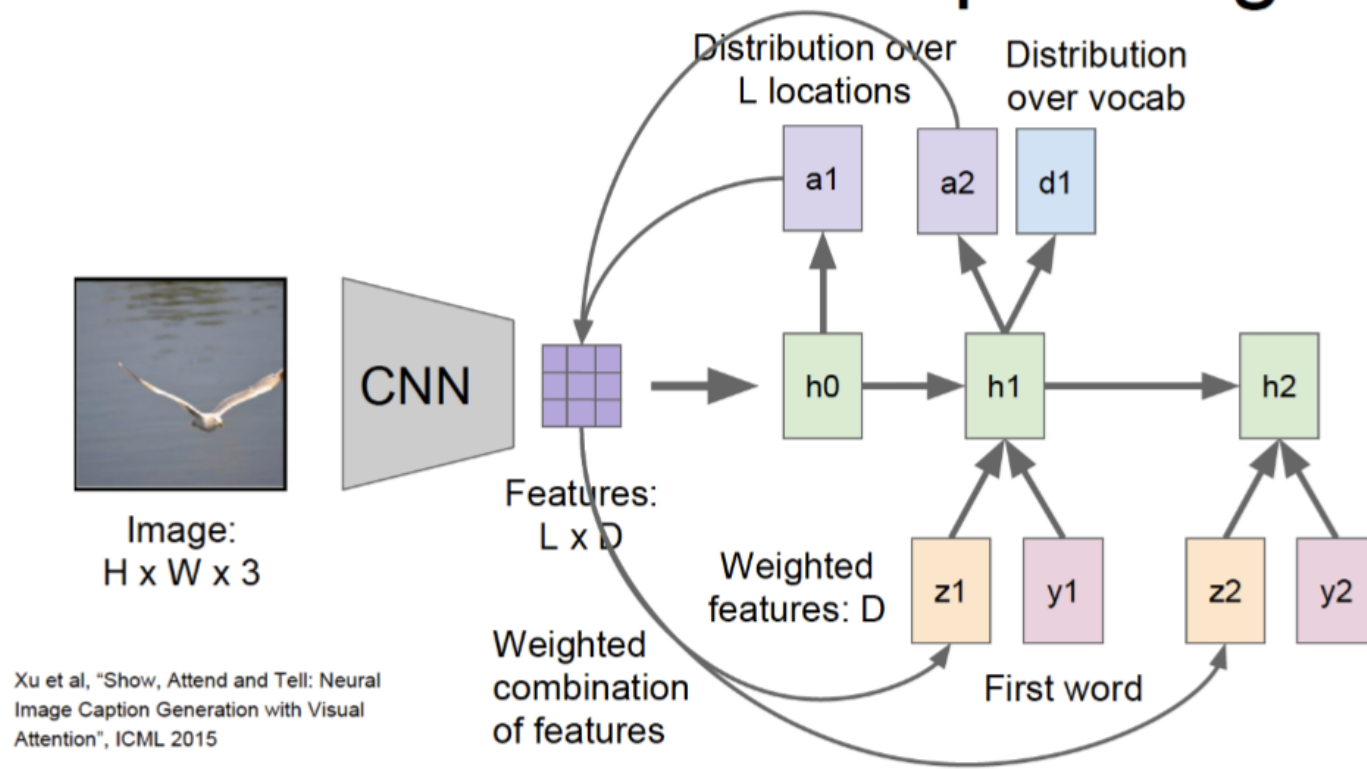 Distribution over
L locations
Distribution
over vocab
a1
a2
d1
CNN
h0
h1
h2
Image:
H x W x 3
Features:
L x D
Weighted
features: D
z1
y1
z2
y2
First word
Weighted
combination
of features
Xu et al, “Show, Attend and Tell: Neural
Image Caption Generation with Visual
Attention”, ICML 2015